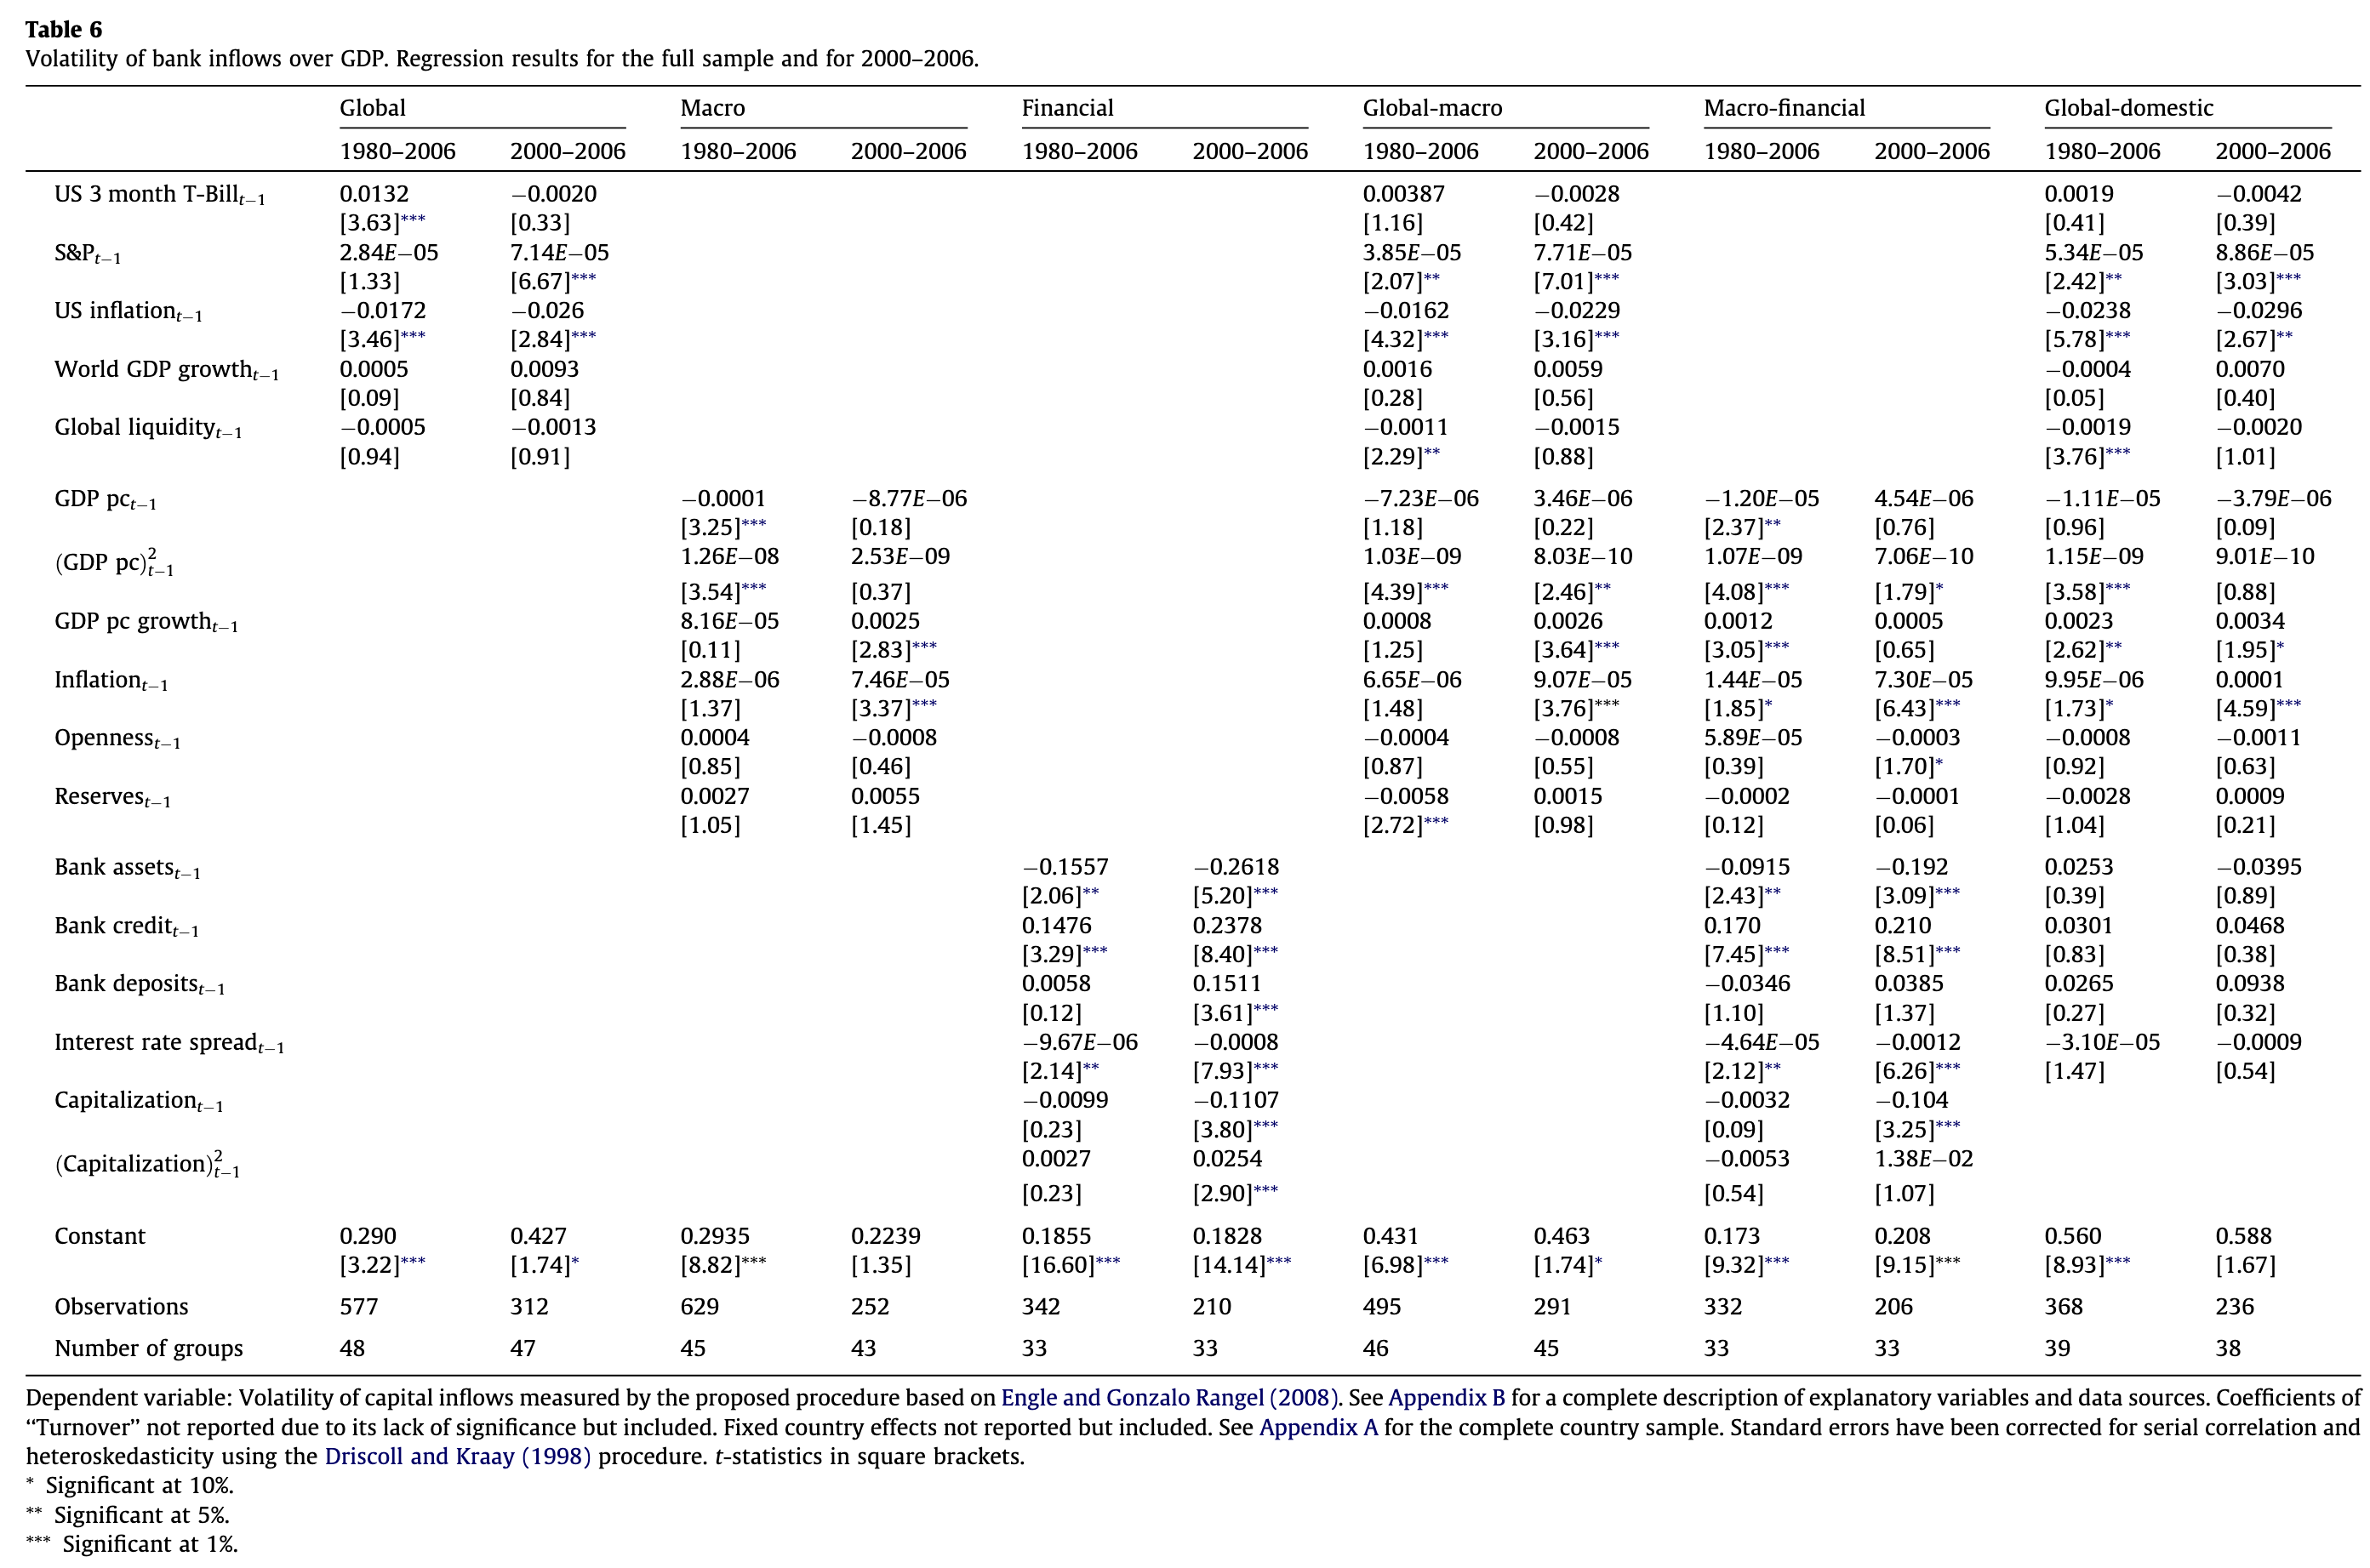 Table 6
Volatility of bank inflows over GDP. Regression results for the full sample and for 2000–2006.
Global Macro Financial Global-macro Macro-financial Global-domestic
1980–2006 2000–2006 1980–2006 2000–2006 1980–2006 2000–2006 1980–2006 2000–2006 1980–2006 2000–2006 1980–2006 2000–2006
US 3 month T-Bill t−1 0.0132 −0.0020 0.00387 −0.0028 0.0019 −0.0042
[3.63]*** [0.33] [1.16] [0.42] [0.41] [0.39]
S&P t−1 2.84E−05 7.14E−05 3.85E−05 7.71E−05 5.34E−05 8.86E−05
[1.33] [6.67]*** [2.07]** [7.01]*** [2.42]** [3.03]***
US inflation t−1 −0.0172 −0.026 −0.0162 −0.0229 −0.0238 −0.0296
[3.46]*** [2.84]*** [4.32]*** [3.16]*** [5.78]*** [2.67]**
World GDP growth t−1 0.0005 0.0093 0.0016 0.0059 −0.0004 0.0070
[0.09] [0.84] [0.28] [0.56] [0.05] [0.40]
Global liquidity t−1 −0.0005 −0.0013 −0.0011 −0.0015 −0.0019 −0.0020
[0.94] [0.91] [2.29]** [0.88] [3.76]*** [1.01]
GDP pc t−1 −0.0001 −8.77E−06 −7.23E−06 3.46E−06 −1.20E−05 4.54E−06 −1.11E−05 −3.79E−06
[3.25]*** [0.18] [1.18] [0.22] [2.37]** [0.76] [0.96] [0.09]
(GDP pc)2 t−1 1.26E−08 2.53E−09 1.03E−09 8.03E−10 1.07E−09 7.06E−10 1.15E−09 9.01E−10
[3.54]*** [0.37] [4.39]*** [2.46]** [4.08]*** [1.79]* [3.58]*** [0.88]
GDP pc growth t−1 8.16E−05 0.0025 0.0008 0.0026 0.0012 0.0005 0.0023 0.0034
[0.11] [2.83]*** [1.25] [3.64]*** [3.05]*** [0.65] [2.62]** [1.95]*
Inflation t−1 2.88E−06 7.46E−05 6.65E−06 9.07E−05 1.44E−05 7.30E−05 9.95E−06 0.0001
[1.37] [3.37]*** [1.48] [3.76]*** [1.85]* [6.43]*** [1.73]* [4.59]***
Openness t−1 0.0004 −0.0008 −0.0004 −0.0008 5.89E−05 −0.0003 −0.0008 −0.0011
[0.85] [0.46] [0.87] [0.55] [0.39] [1.70]* [0.92] [0.63]
Reserves t−1 0.0027 0.0055 −0.0058 0.0015 −0.0002 −0.0001 −0.0028 0.0009
[1.05] [1.45] [2.72]*** [0.98] [0.12] [0.06] [1.04] [0.21]
Bank assets t−1 −0.1557 −0.2618 −0.0915 −0.192 0.0253 −0.0395
[2.06]** [5.20]*** [2.43]** [3.09]*** [0.39] [0.89]
Bank credit t−1 0.1476 0.2378 0.170 0.210 0.0301 0.0468
[3.29]*** [8.40]*** [7.45]*** [8.51]*** [0.83] [0.38]
Bank deposits t−1 0.0058 0.1511 −0.0346 0.0385 0.0265 0.0938
[0.12] [3.61]*** [1.10] [1.37] [0.27] [0.32]
Interest rate spread t−1 −9.67E−06 −0.0008 −4.64E−05 −0.0012 −3.10E−05 −0.0009
[2.14]** [7.93]*** [2.12]** [6.26]*** [1.47] [0.54]
Capitalization t−1 −0.0099 −0.1107 −0.0032 −0.104
[0.23] [3.80]*** [0.09] [3.25]***
(Capitalization)2 t−1 0.0027 0.0254 −0.0053 1.38E−02
[0.23] [2.90]*** [0.54] [1.07]
Constant 0.290 0.427 0.2935 0.2239 0.1855 0.1828 0.431 0.463 0.173 0.208 0.560 0.588
[3.22]*** [1.74]* [8.82]*** [1.35] [16.60]*** [14.14]*** [6.98]*** [1.74]* [9.32]*** [9.15]*** [8.93]*** [1.67]
Observations 577 312 629 252 342 210 495 291 332 206 368 236
Number of groups 48 47 45 43 33 33 46 45 33 33 39 38
Dependent variable: Volatility of capital inflows measured by the proposed procedure based on Engle and Gonzalo Rangel (2008). See Appendix B for a complete description of explanatory variables and data sources. Coefficients of
“Turnover” not reported due to its lack of significance but included. Fixed country effects not reported but included. See Appendix A for the complete country sample. Standard errors have been corrected for serial correlation and
heteroskedasticity using the Driscoll and Kraay (1998) procedure. t-statistics in square brackets.
* Significant at 10%.
** Significant at 5%.
*** Significant at 1%.